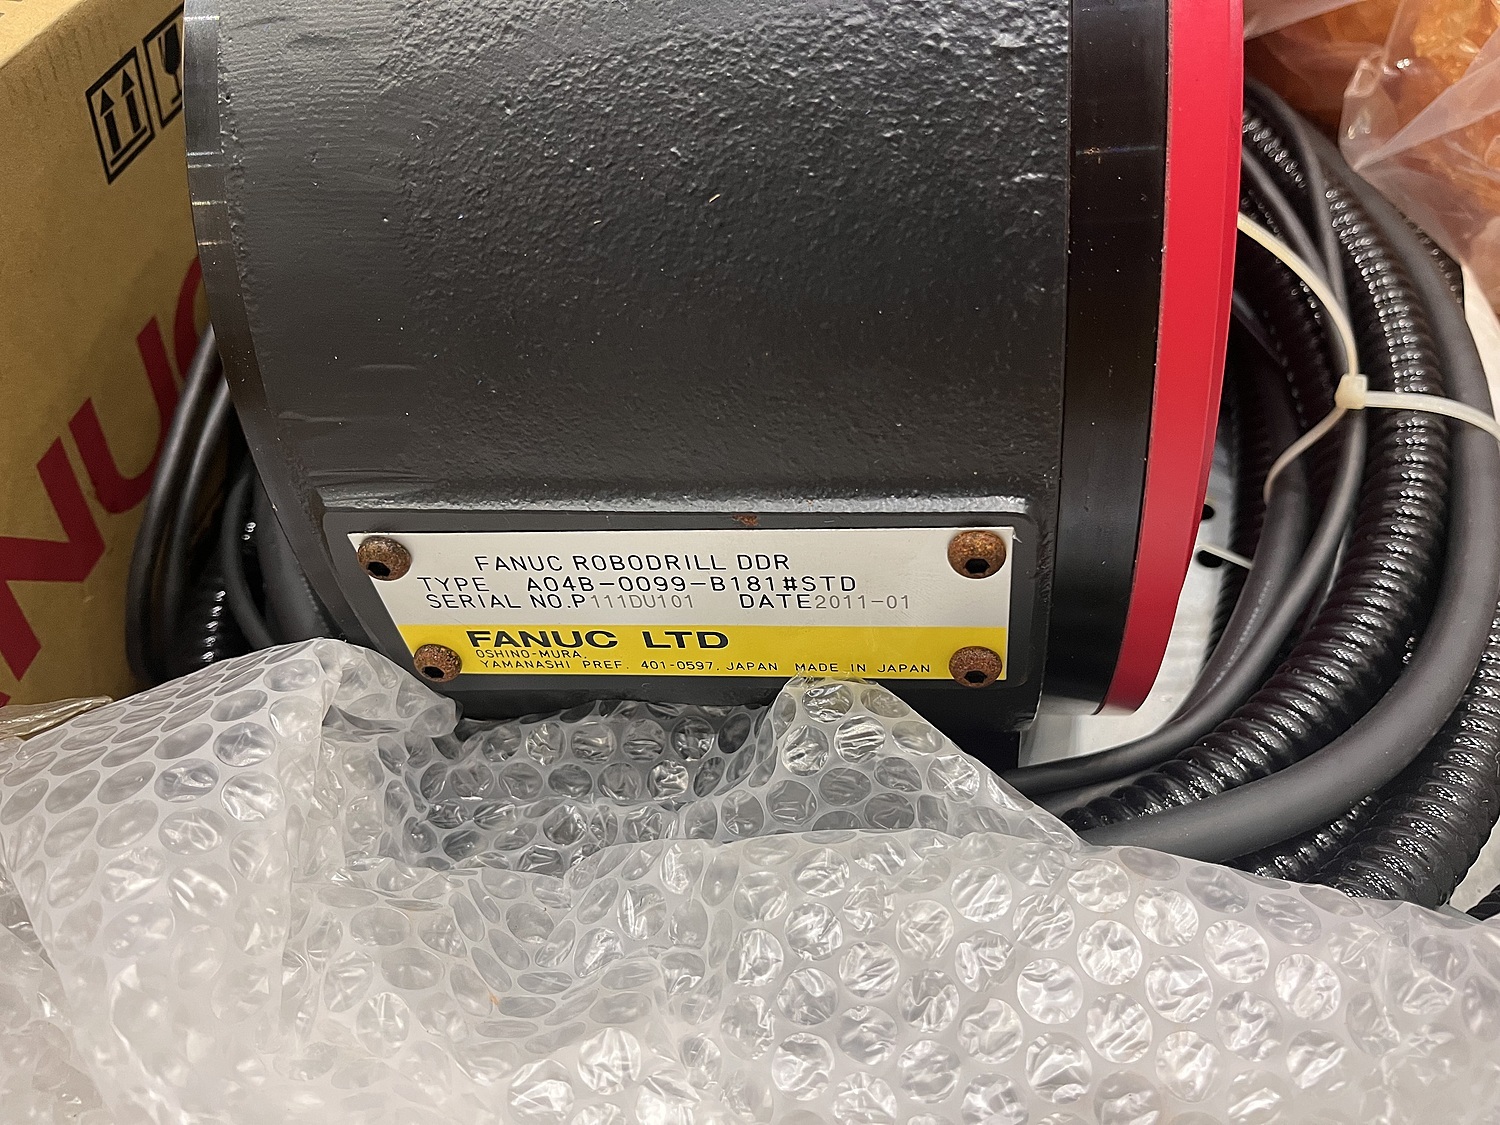 FANUC ROBODRILL DDR
TYPE A04B-0099-B181#STD
SERIAL NO.P111DU101 DATE2011-01
FANUC LTD
OSHINO-MURA,
YAMANASHI PREF. 401-0597, JAPAN MADE IN JAPAN